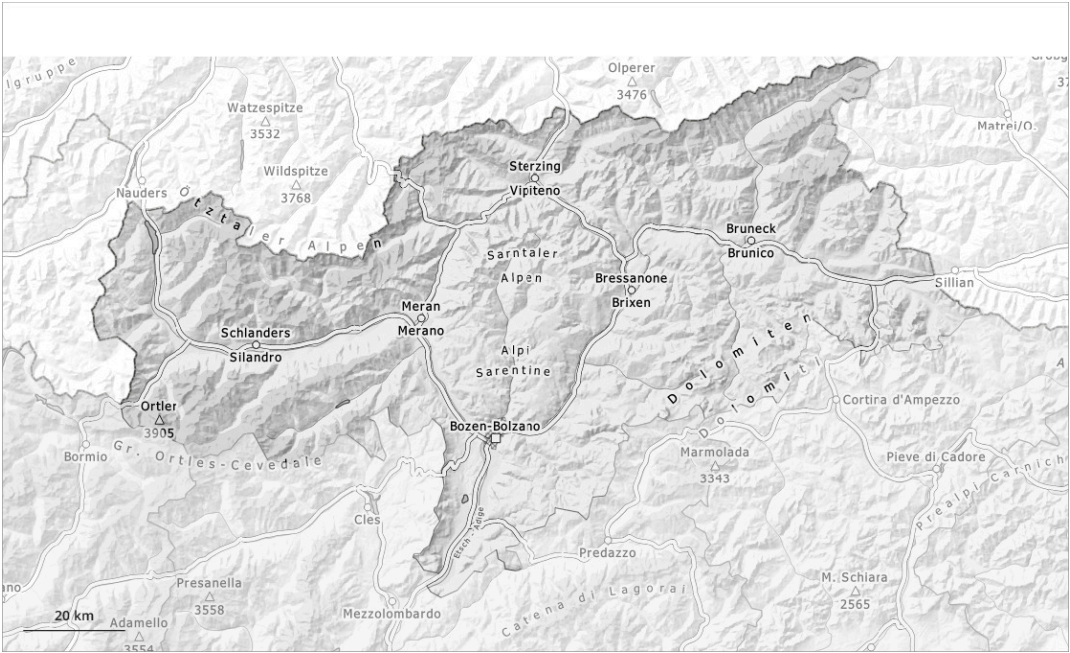 lgruppe
Olperer
3476
Watzespitze
3532
Matrei/O.
Wildspitze
3768
Sterzing
Vipiteno
Nauders
Ötztaler Alpen
Bruneck
Brunico
Sarntaler
Alpen
Bressanone
Brixen
Sillian
Meran
Merano
Schlanders
Silandro
Alpi
Sarentine
Dolomiten
Dolomiti
Ortler
3905
Cortina d'Ampezzo
Bozen-Bolzano
Gr. Ortles-Cevedale
Bormio
Marmolada
3343
Pieve di Cadore
Prealpi Carnich
Cles
Etsch - Adige
Predazzo
ano
Presanella
3558
M. Schiara
2565
Catena di Lagorai
Mezzolombardo
20 km
Adamello
3554